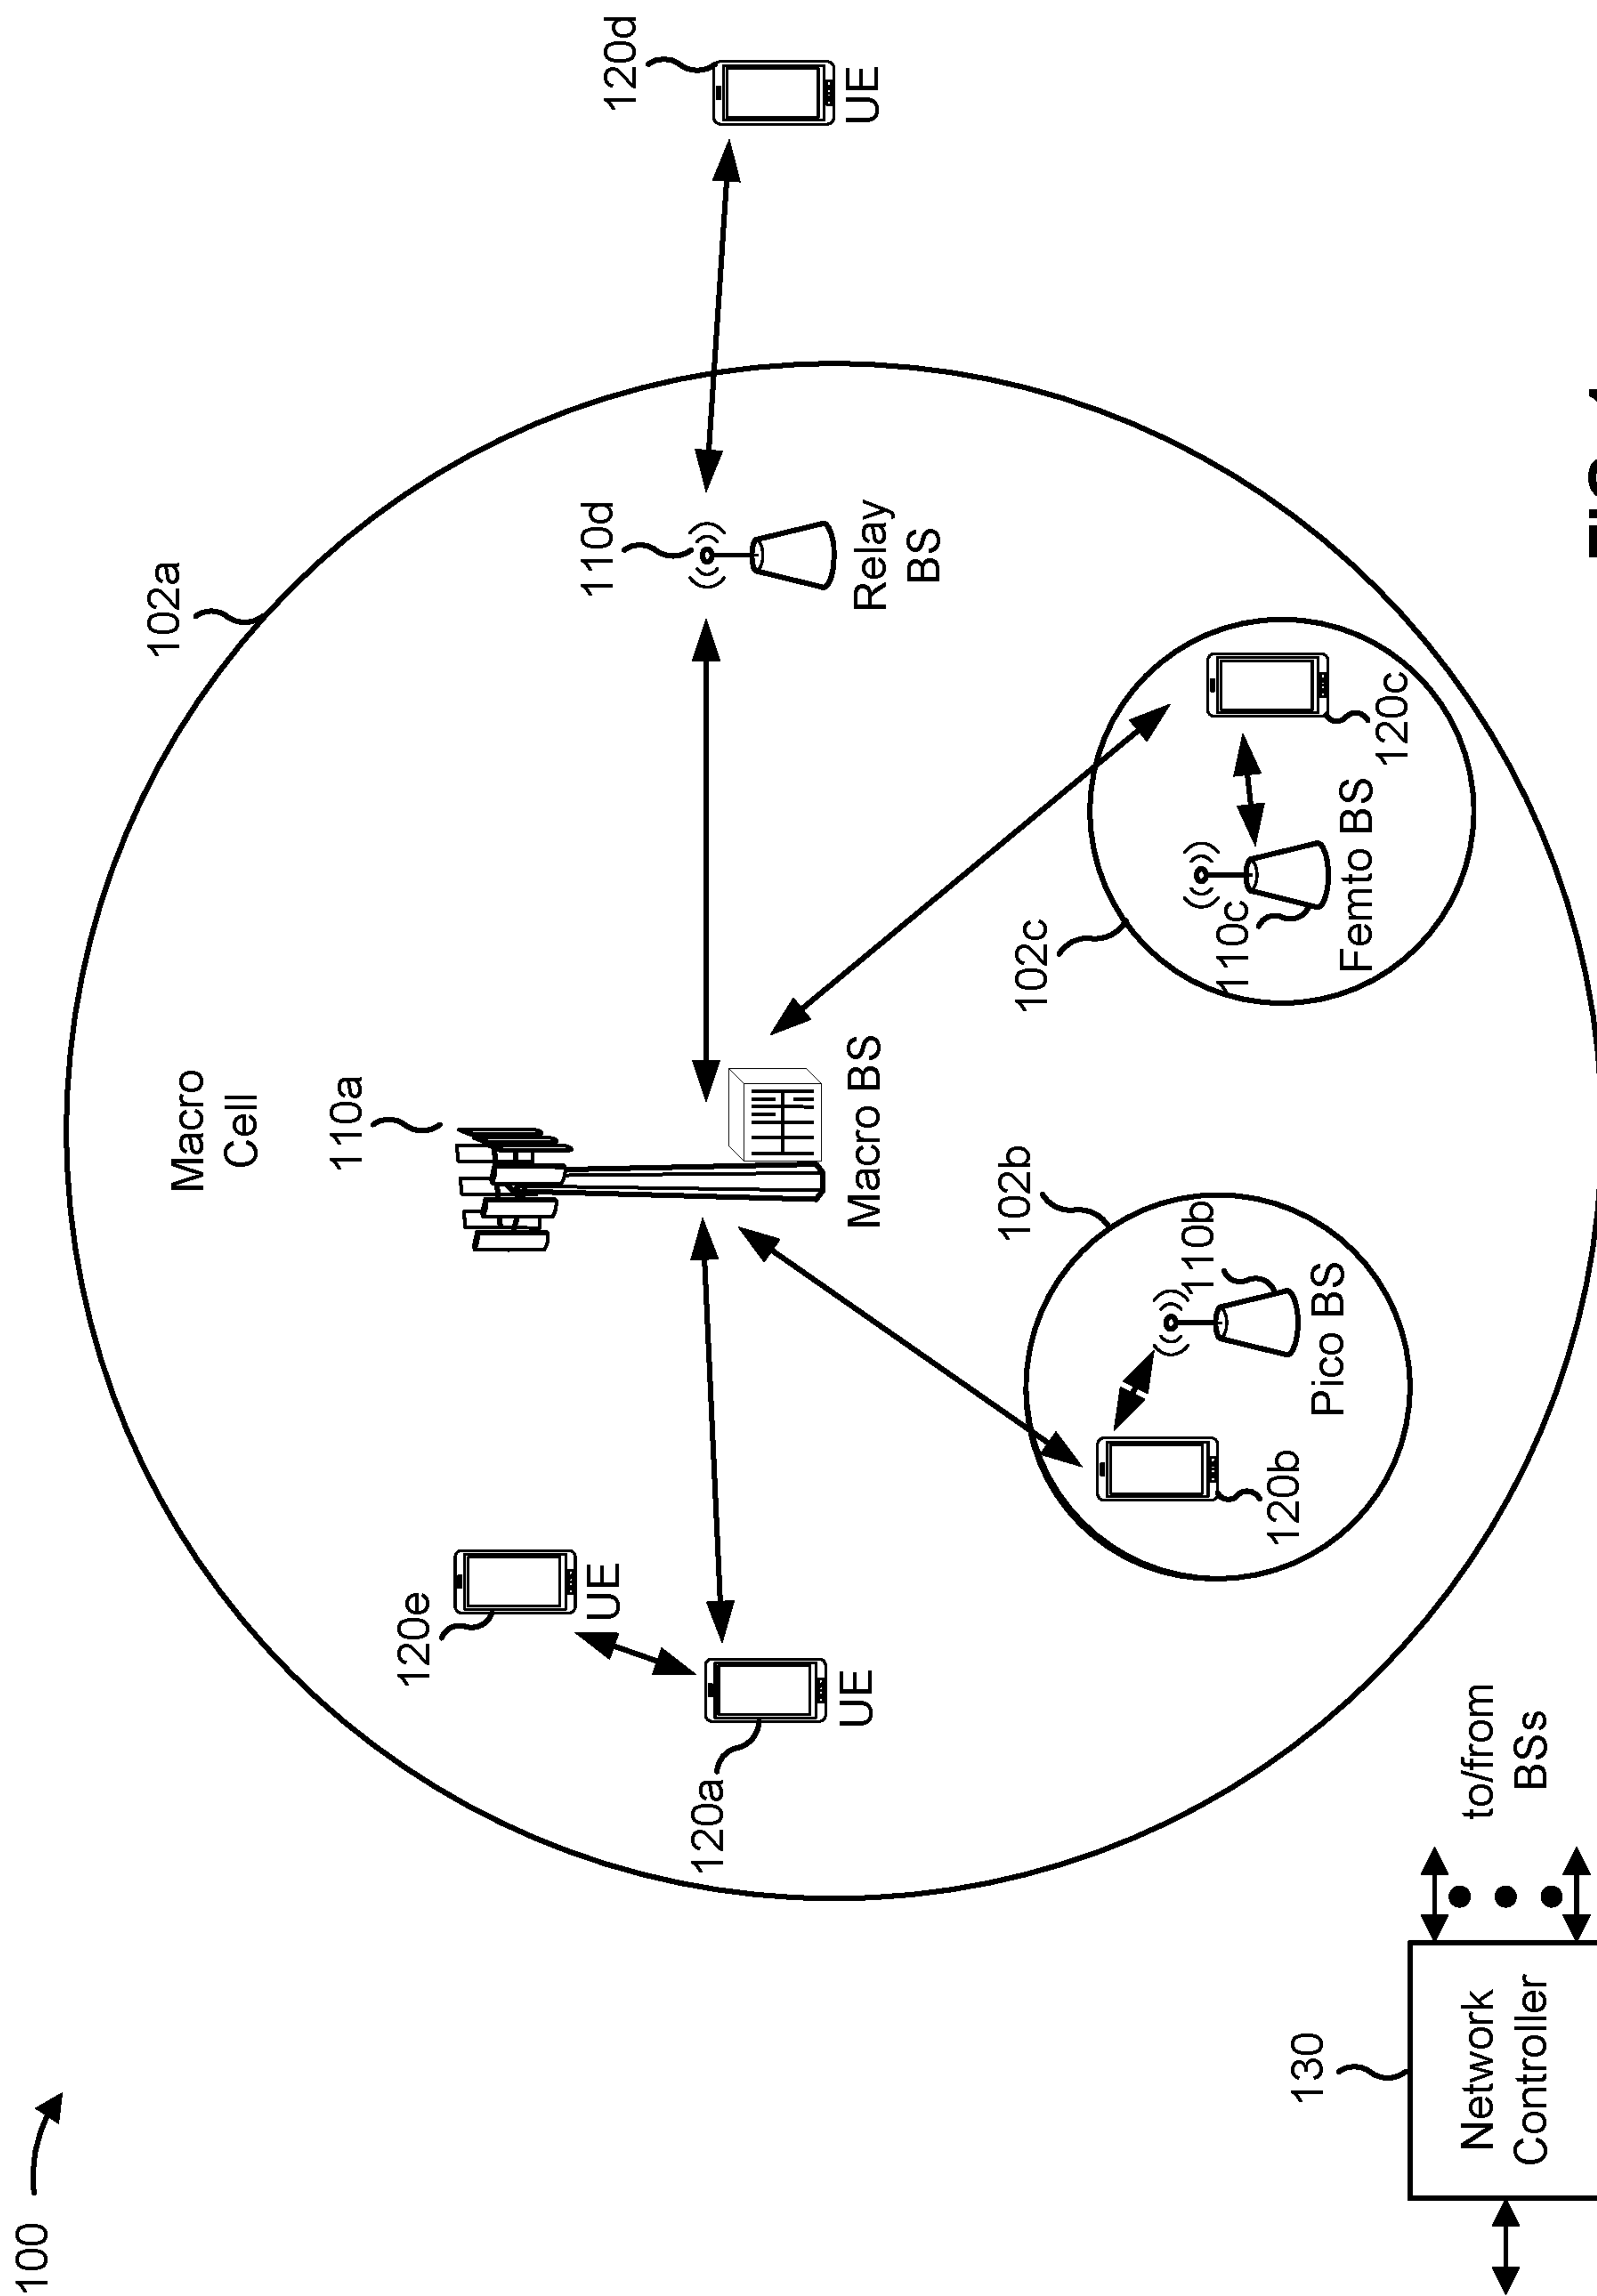 100
102a
Macro
Cell
110a
120d
UE
110d
Relay
BS
120e
UE
120a
UE
Macro BS
102c
110c
Femto BS
120c
102b
110b
Pico BS
120b
130
Network
Controller
to/from
BSs